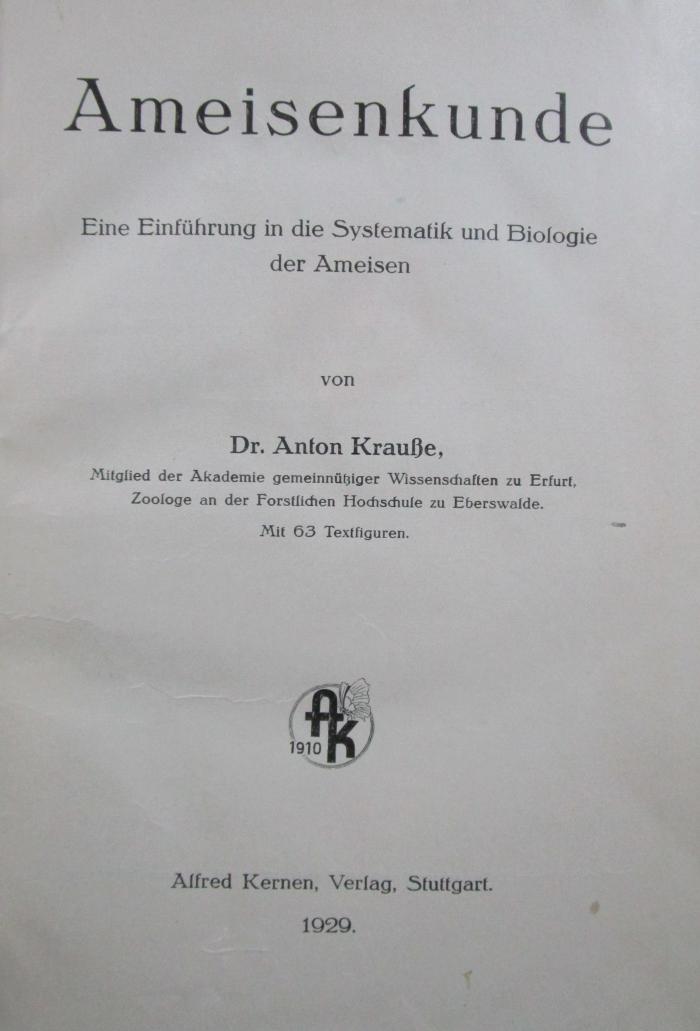 Ameisenkunde
Eine Einführung in die Systematik und Biologie
der Ameisen
von
Dr. Anton Krauße,
Mitglied der Akademie gemeinnütziger Wissenschaften zu Erfurt,
Zoologe an der Forstlichen Hochschule zu Eberswalde.
Mit 63 Textfiguren.
AK
1910
Alfred Kernen, Verlag, Stuttgart.
1929.